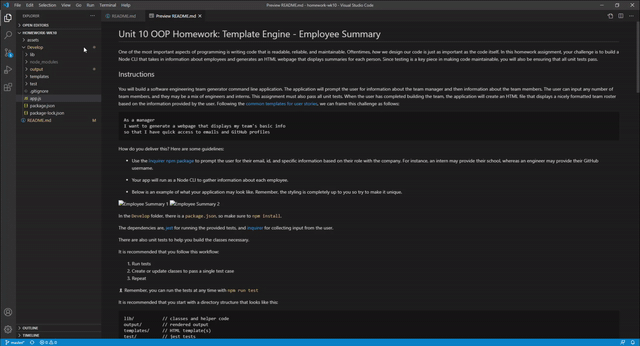 File Edit Selection View Go Run Terminal Help
Preview README.md - homework-wk10 - Visual Studio Code
EXPLORER
README.md
Preview README.md
OPEN EDITORS
HOMEWORK-WK10
assets
Develop
lib
node_modules
output
templates
test
.gitignore
app.js
package.json
package-lock.json
README.md M
OUTLINE
TIMELINE
Unit 10 OOP Homework: Template Engine - Employee Summary
One of the most important aspects of programming is writing code that is readable, reliable, and maintainable. Oftentimes, how we design our code is just as important as the code itself. In this homework assignment, your challenge is to build a
Node CLI that takes in information about employees and generates an HTML webpage that displays summaries for each person. Since testing is a key piece in making code maintainable, you will also be ensuring that all unit tests pass.
Instructions
You will build a software engineering team generator command line application. The application will prompt the user for information about the team manager and then information about the team members. The user can input any number of
team members, and they may be a mix of engineers and interns. This assignment must also pass all unit tests. When the user has completed building the team, the application will create an HTML file that displays a nicely formatted team roster
based on the information provided by the user. Following the common templates for user stories, we can frame this challenge as follows:
As a manager
I want to generate a webpage that displays my team's basic info
so that I have quick access to emails and GitHub profiles
How do you deliver this? Here are some guidelines:
• Use the Inquirer npm package to prompt the user for their email, id, and specific information based on their role with the company. For instance, an intern may provide their school, whereas an engineer may provide their GitHub
username.
• Your app will run as a Node CLI to gather information about each employee.
• Below is an example of what your application may look like. Remember, the styling is completely up to you so try to make it unique.
Employee Summary 1 Employee Summary 2
In the Develop folder, there is a package.json, so make sure to npm install.
The dependencies are, jest for running the provided tests, and inquirer for collecting input from the user.
There are also unit tests to help you build the classes necessary.
It is recommended that you follow this workflow:
1. Run tests
2. Create or update classes to pass a single test case
3. Repeat
Remember, you can run the tests at any time with npm run test
It is recommended that you start with a directory structure that looks like this:
lib/ // classes and helper code
output/ // rendered output
templates/ // HTML template(s)
test/ // jest tests
master*
0 0